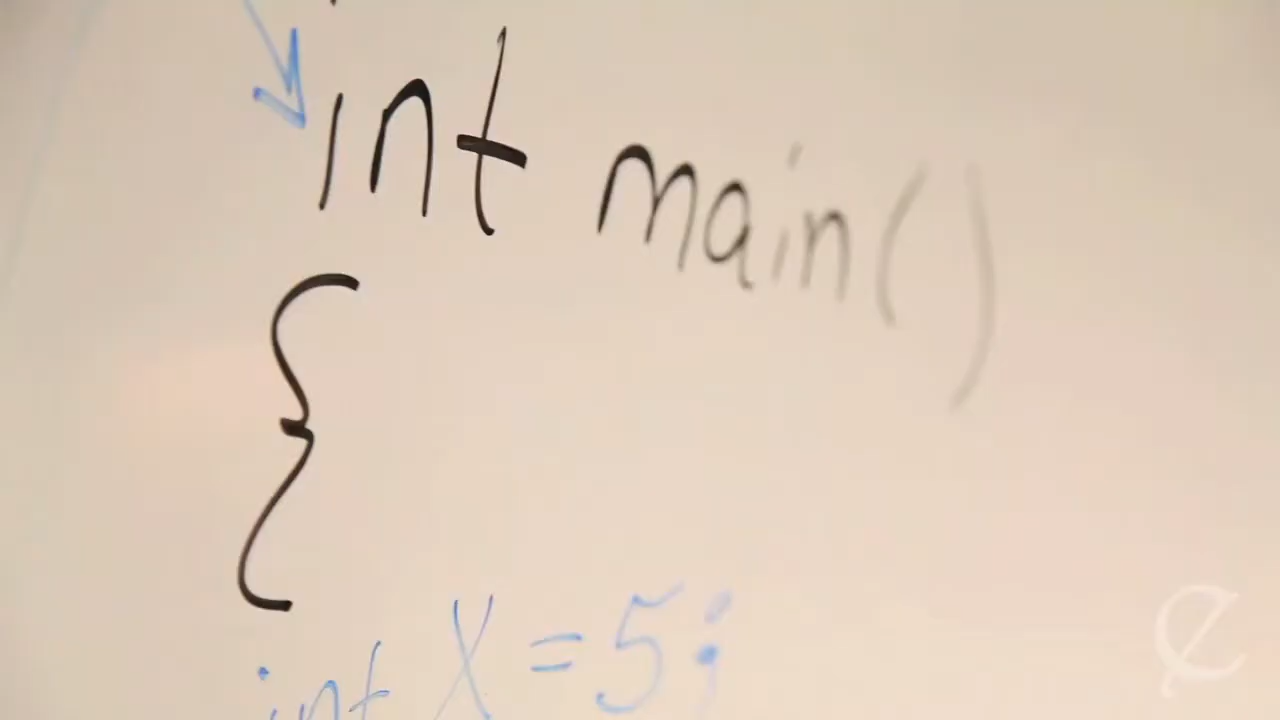 int main()
{
int x = 5;